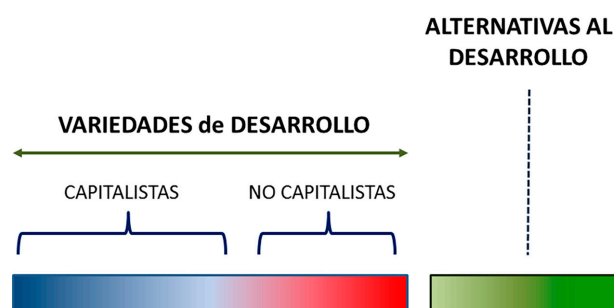 ALTERNATIVAS AL
DESARROLLO
VARIEDADES de DESARROLLO
CAPITALISTAS
NO CAPITALISTAS